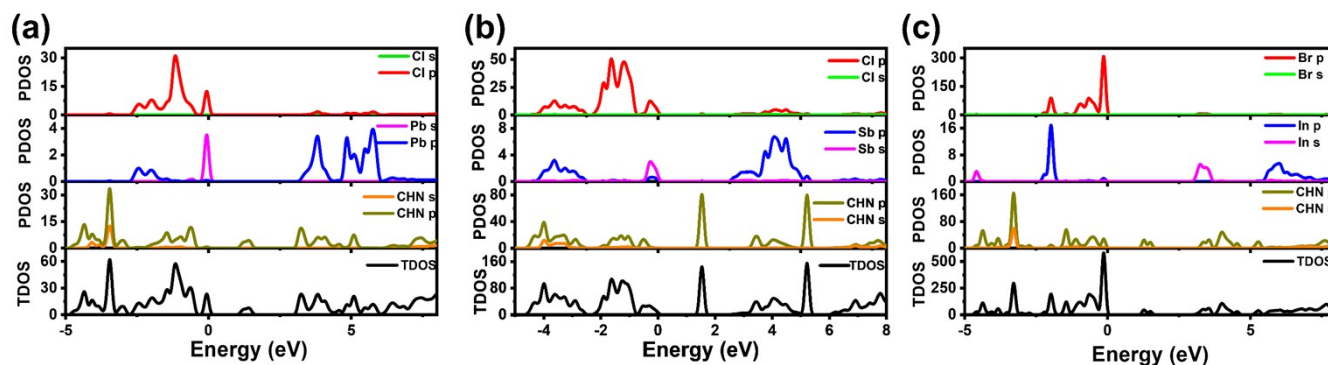 (a)
PDOS
30
15
0
Cl s
Cl p
PDOS
4
2
0
Pb s
Pb p
PDOS
30
15
0
CHN s
CHN p
TDOS
60
30
0
TDOS
-5 0 5
Energy (eV)
(b)
PDOS
50
25
0
Cl p
Cl s
PDOS
8
4
0
Sb p
Sb s
PDOS
80
40
0
CHN p
CHN s
TDOS
160
80
0
TDOS
-4 -2 0 2 4 6 8
Energy (eV)
(c)
PDOS
300
150
0
Br p
Br s
PDOS
16
8
0
In p
In s
PDOS
160
80
0
CHN
CHN
TDOS
500
250
0
TDOS
-5 0 5
Energy (eV)